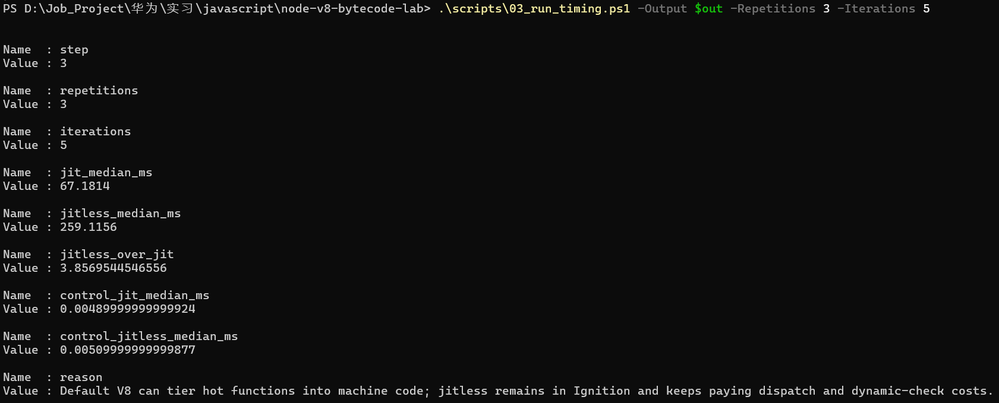 PS D:\Job_Project\华为\实习\javascript\node-v8-bytecode-lab> .\scripts\03_run_timing.ps1 -Output $out -Repetitions 3 -Iterations 5
Name  : step
Value : 3
Name  : repetitions
Value : 3
Name  : iterations
Value : 5
Name  : jit_median_ms
Value : 67.1814
Name  : jitless_median_ms
Value : 259.1156
Name  : jitless_over_jit
Value : 3.8569544546556
Name  : control_jit_median_ms
Value : 0.00489999999999924
Name  : control_jitless_median_ms
Value : 0.00509999999999877
Name  : reason
Value : Default V8 can tier hot functions into machine code; jitless remains in Ignition and keeps paying dispatch and dynamic-check costs.